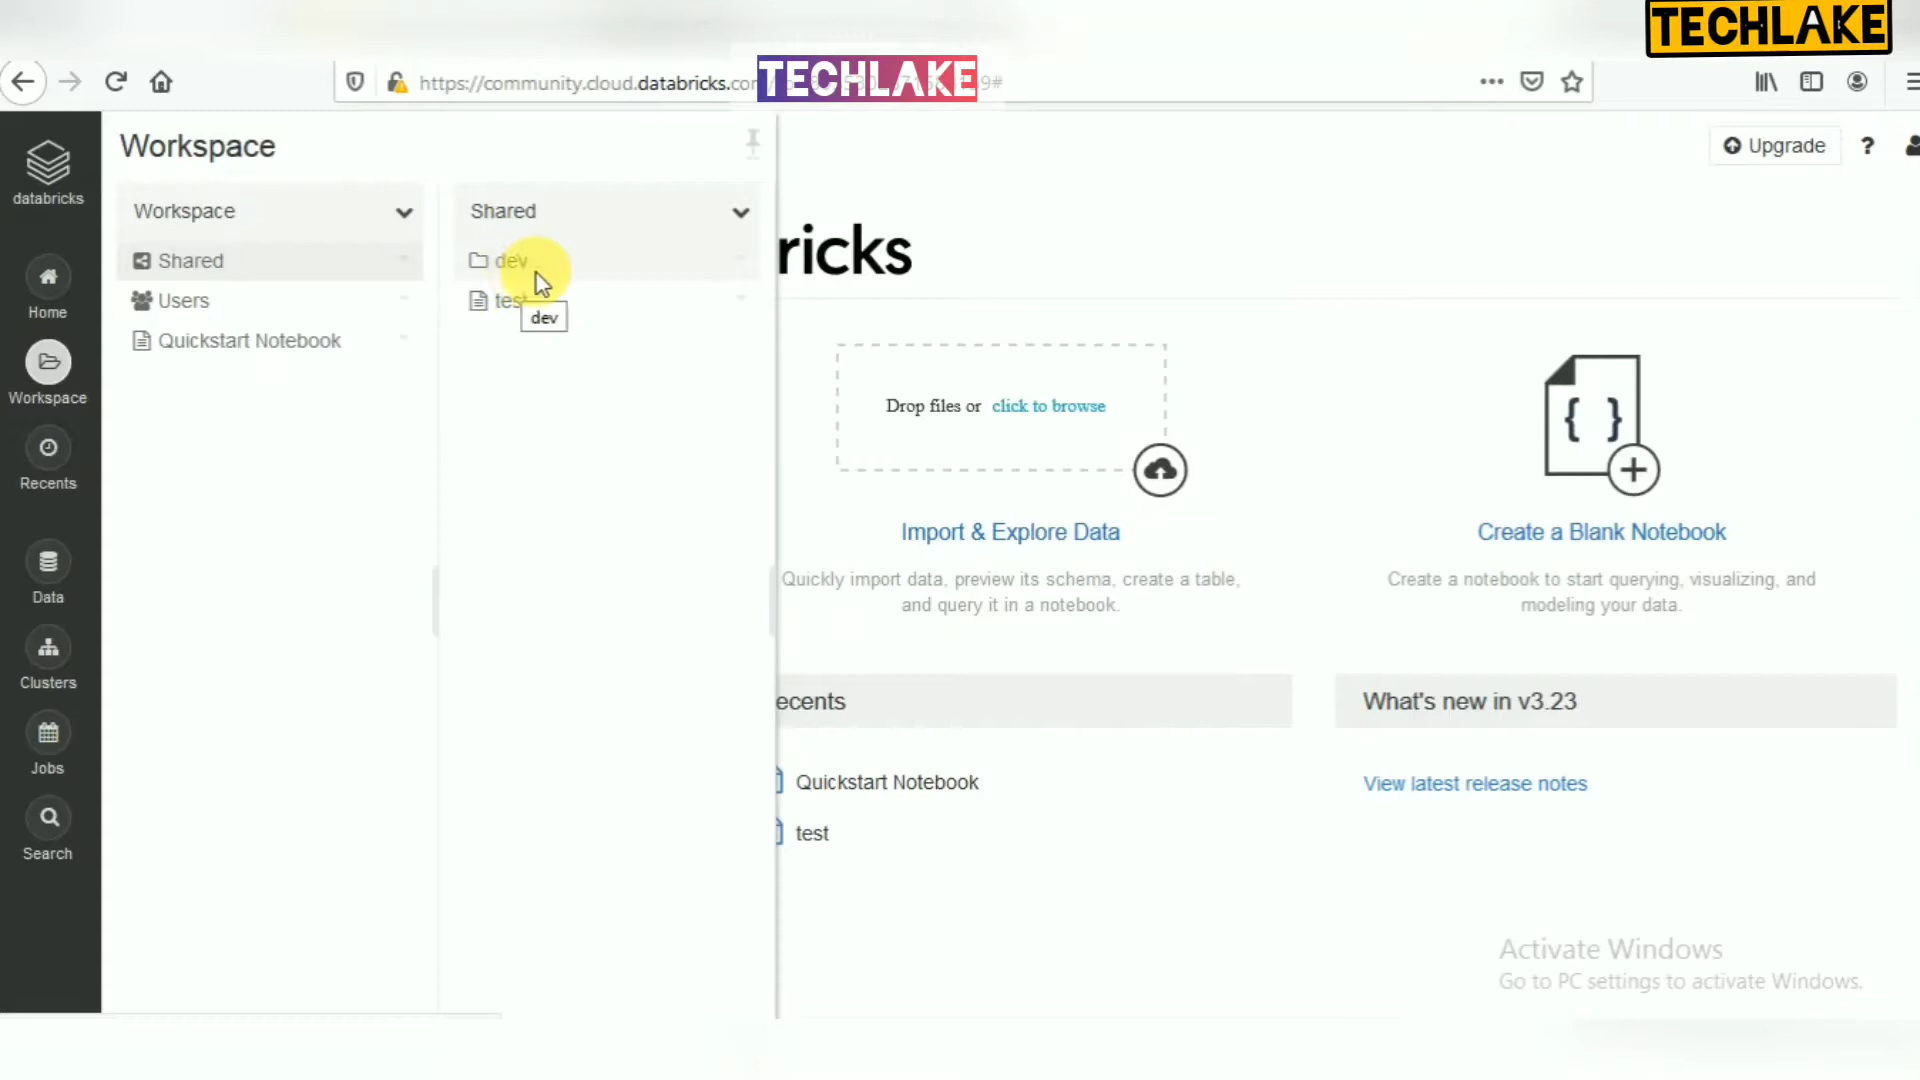 TECHLAKE
https://community.cloud.databricks.co
TECHLAKE
9#
databricks
Home
Workspace
Recents
Data
Clusters
Jobs
Search
Workspace
Workspace
Shared
Users
Quickstart Notebook
Shared
dev
test
dev
Upgrade
?
ricks
Drop files or click to browse
Import & Explore Data
Quickly import data, preview its schema, create a table,
and query it in a notebook.
{ }
Create a Blank Notebook
Create a notebook to start querying, visualizing, and
modeling your data.
ecents
Quickstart Notebook
test
What's new in v3.23
View latest release notes
Activate Windows
Go to PC settings to activate Windows.